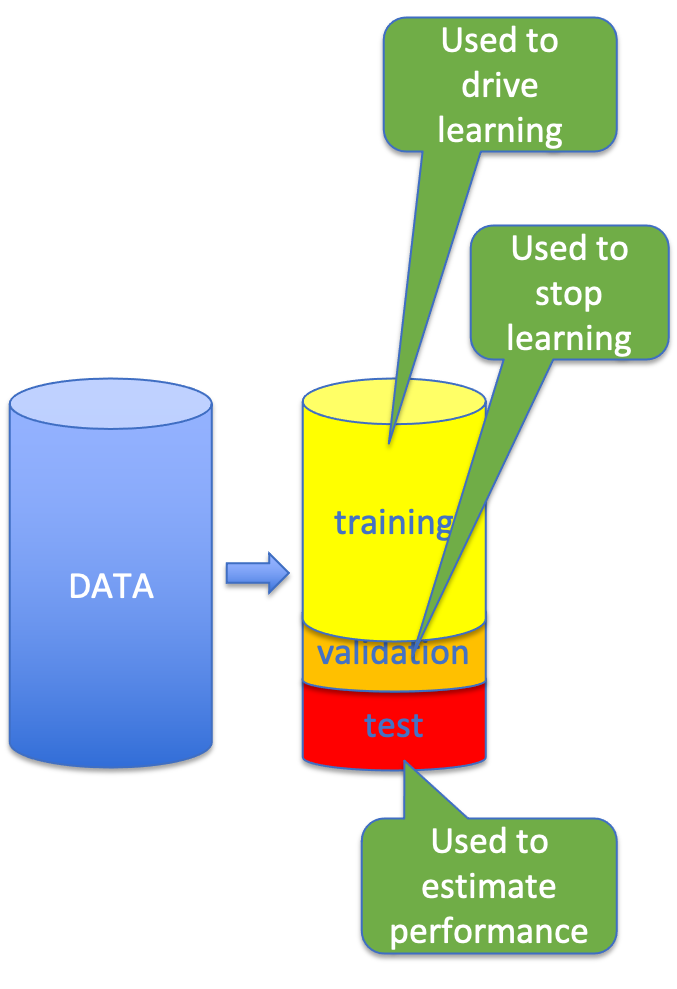 Used to
drive
learning
Used to
stop
learning
DATA
training
validation
test
Used to
estimate
performance